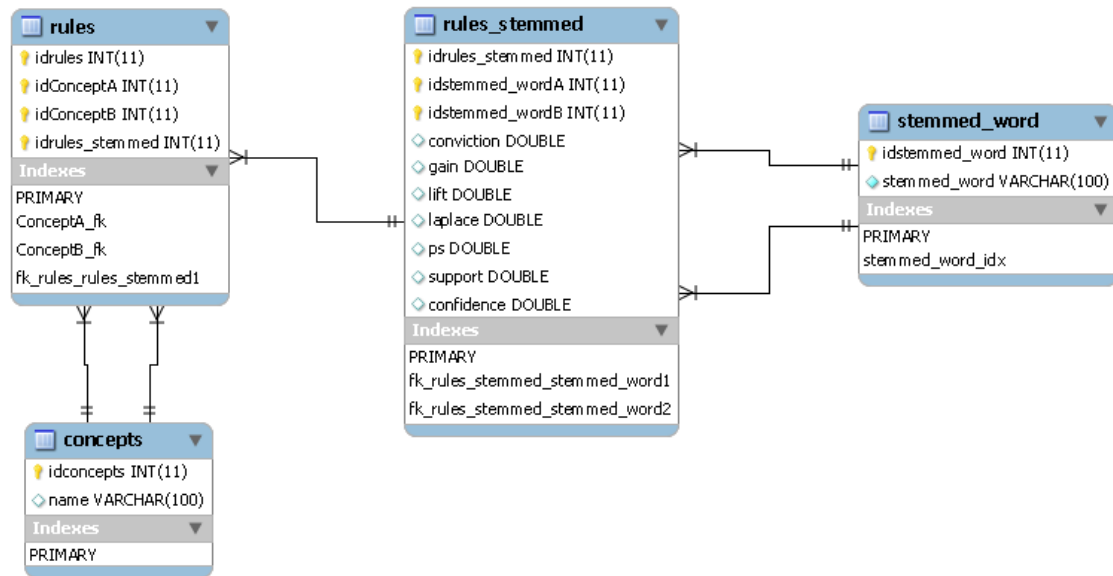 rules
idrules INT(11)
idConceptA INT(11)
idConceptB INT(11)
idrules_stemmed INT(11)
Indexes
PRIMARY
ConceptA_fk
ConceptB_fk
fk_rules_rules_stemmed1
rules_stemmed
idrules_stemmed INT(11)
idstemmed_wordA INT(11)
idstemmed_wordB INT(11)
conviction DOUBLE
gain DOUBLE
lift DOUBLE
laplace DOUBLE
ps DOUBLE
support DOUBLE
confidence DOUBLE
Indexes
PRIMARY
fk_rules_stemmed_stemmed_word1
fk_rules_stemmed_stemmed_word2
stemmed_word
idstemmed_word INT(11)
stemmed_word VARCHAR(100)
Indexes
PRIMARY
stemmed_word_idx
concepts
idconcepts INT(11)
name VARCHAR(100)
Indexes
PRIMARY